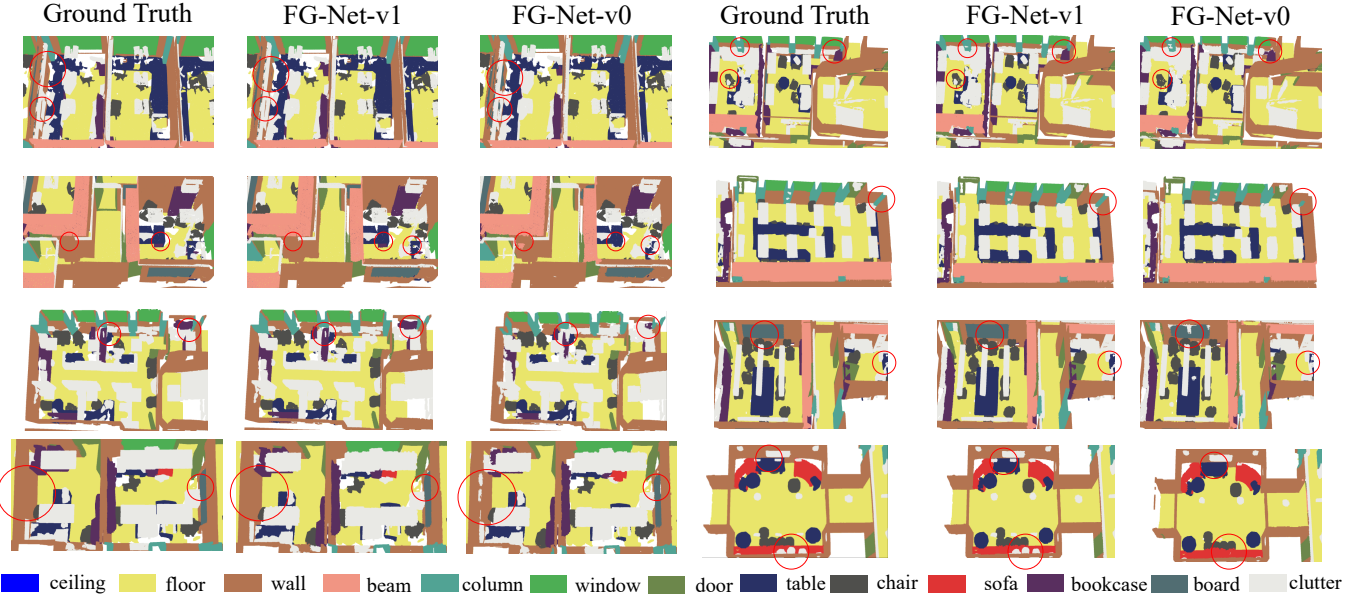 Ground Truth FG-Net-v1 FG-Net-v0 Ground Truth FG-Net-v1 FG-Net-v0
ceiling floor wall beam column window door table chair sofa bookcase board clutter